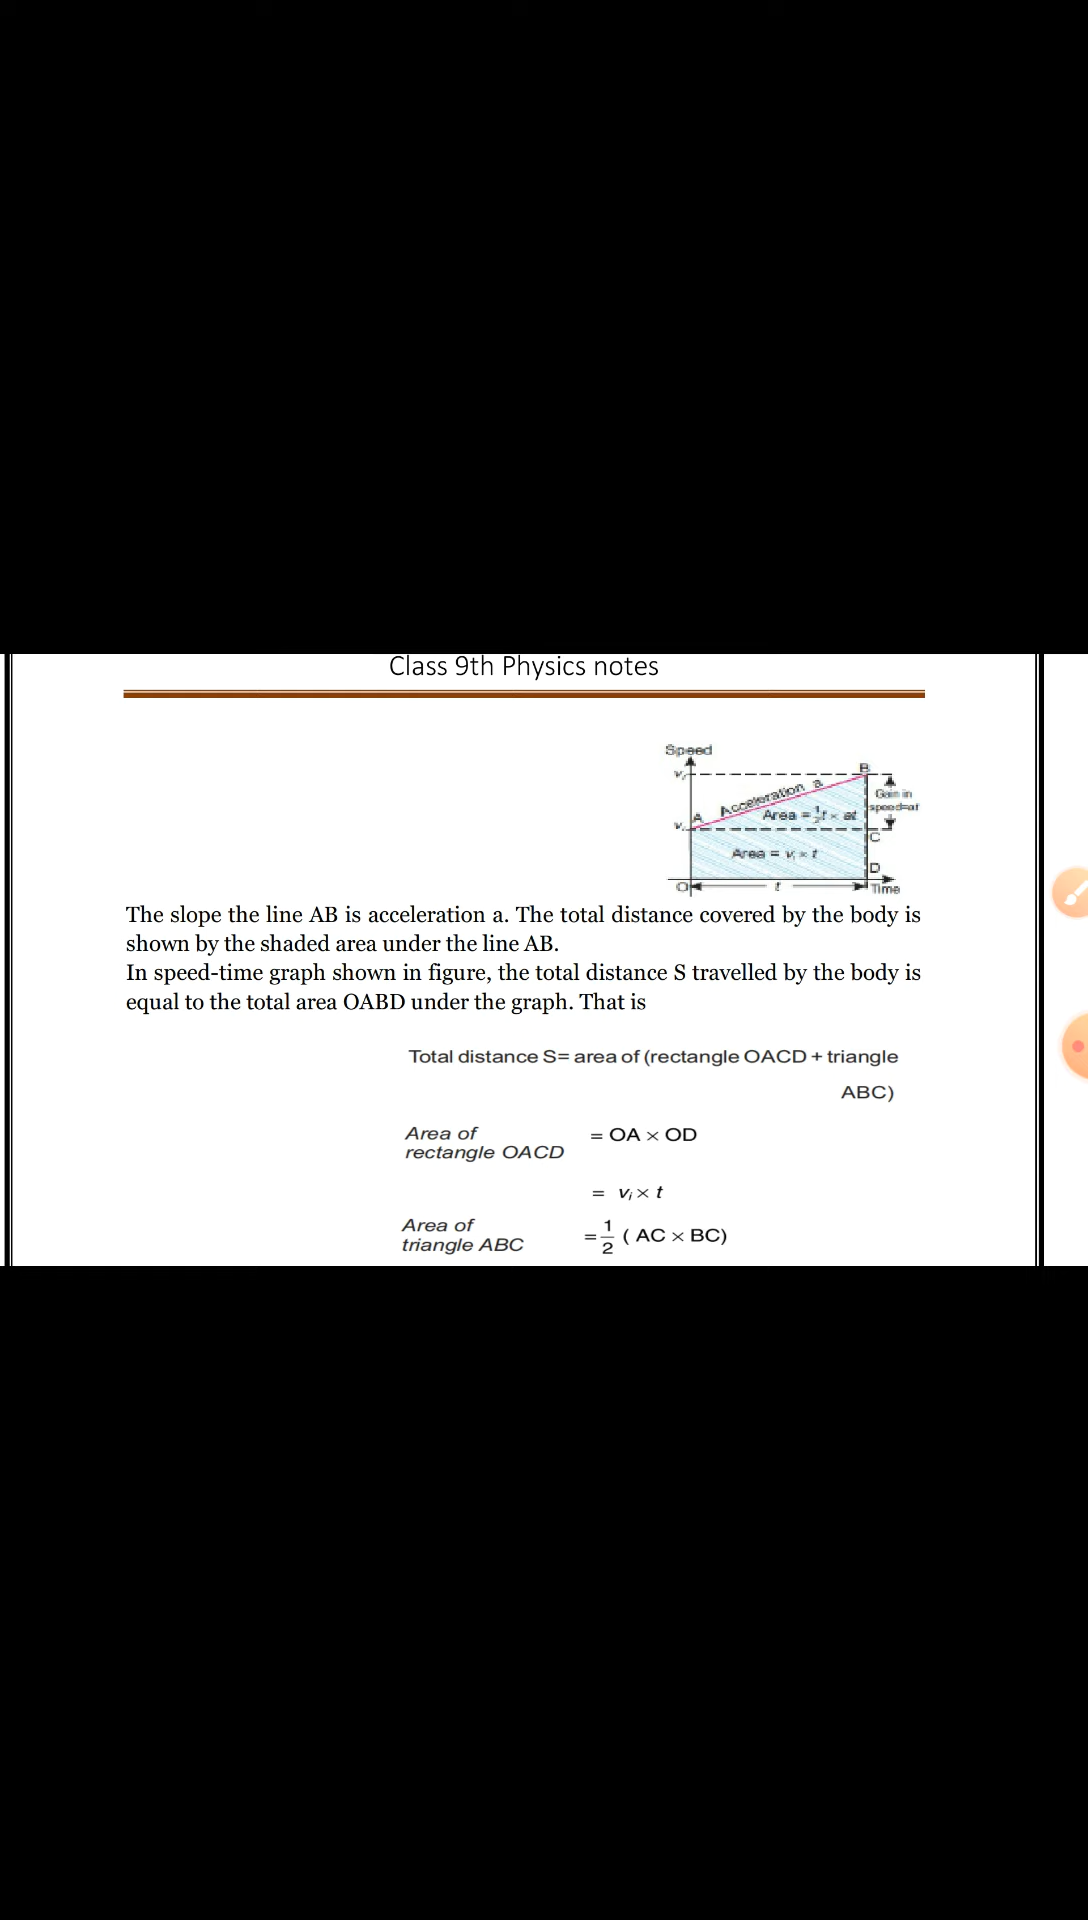 Class 9th Physics notes
Speed
B
Acceleration a
Gain in
speed=at
A
Area = 1/2 t × at
C
Area = vi × t
D
O
t
Time
The slope the line AB is acceleration a. The total distance covered by the body is
shown by the shaded area under the line AB.
In speed-time graph shown in figure, the total distance S travelled by the body is
equal to the total area OABD under the graph. That is
Total distance S= area of (rectangle OACD + triangle
ABC)
Area of
rectangle OACD = OA × OD
= vi × t
Area of
triangle ABC = 1/2 ( AC × BC)